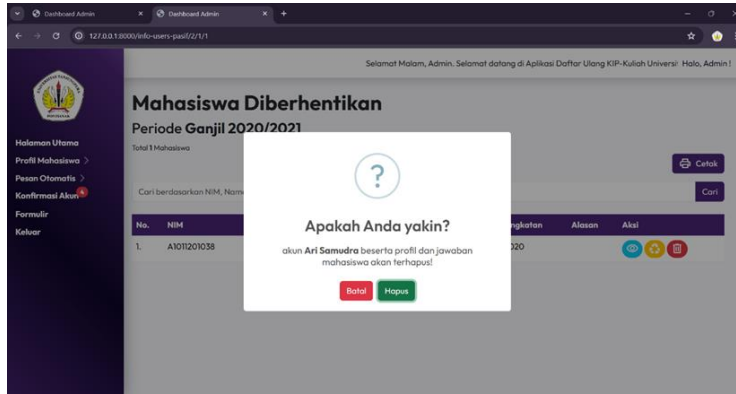 Dashboard Admin
Dashboard Admin
127.0.0.1:8000/info-users-pasif/2/1/1
Selamat Malam, Admin. Selamat datang di Aplikasi Daftar Ulang KIP-Kuliah Universi
Halo, Admin !
Halaman Utama
Profil Mahasiswa
Pesan Otomatis
Konfirmasi Akun
Formulir
Keluar
Mahasiswa Diberhentikan
Periode Ganjil 2020/2021
Total 1 Mahasiswa
Cetak
Cari berdasarkan NIM, Nam
Cari
No. NIM ngkatan Alasan Aksi
1. A1011201038 020
?
Apakah Anda yakin?
akun Ari Samudra beserta profil dan jawaban
mahasiswa akan terhapus!
Batal Hapus